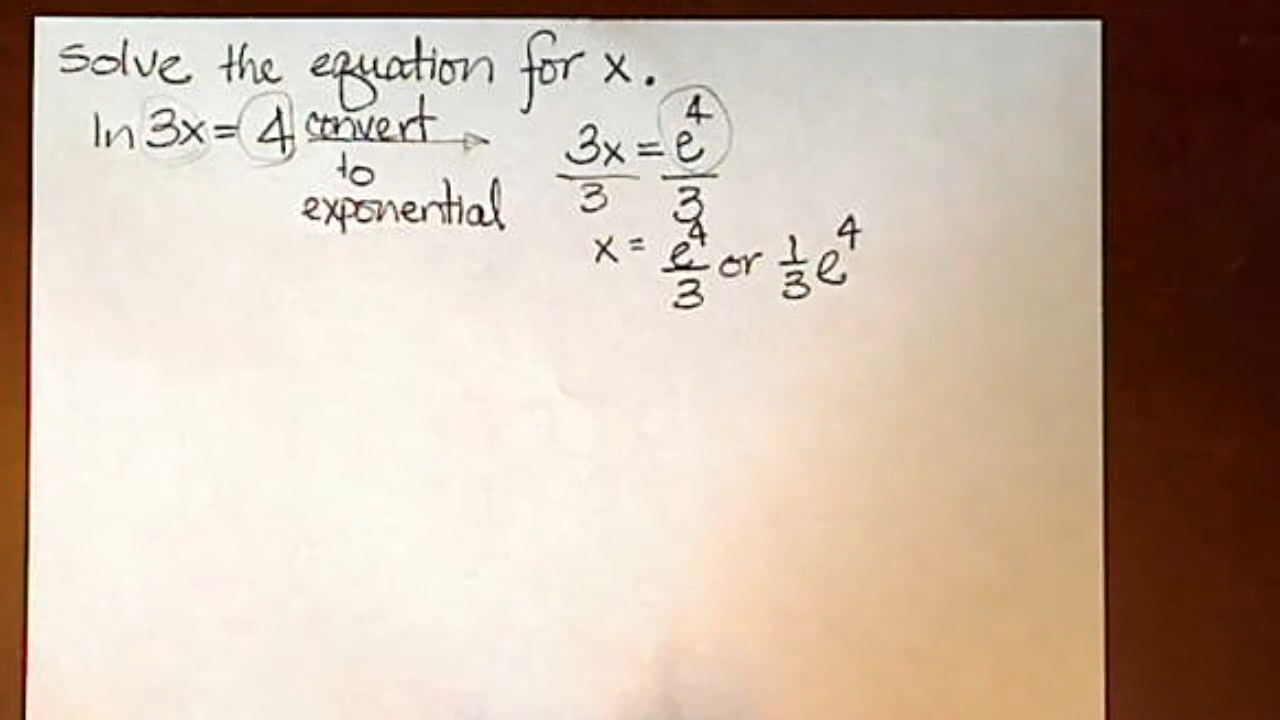 Solve the equation for x.
ln 3x = 4 convert to exponential
3x = e^4
3 3
x = e^4/3 or 1/3 e^4